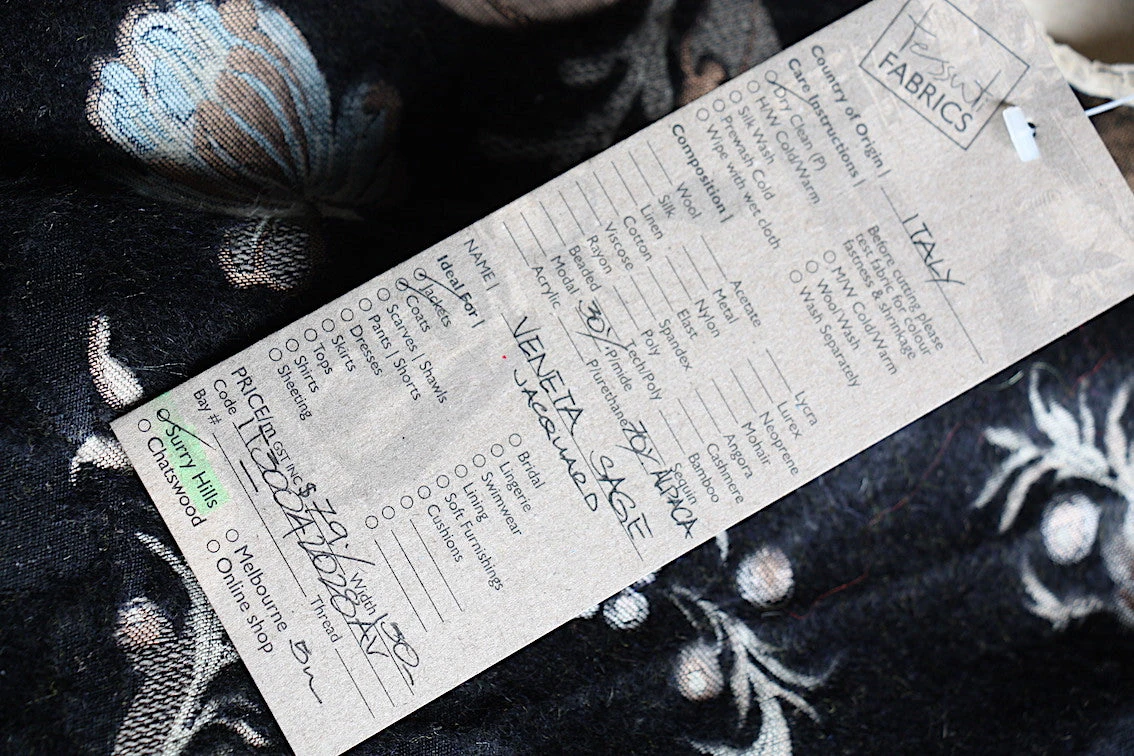 Tessuti
FABRICS
Country of Origin | ITALY
Care Instructions |
Dry Clean (P)
H/W Cold/Warm
Silk Wash
Prewash Cold
Wipe with wet cloth
Before cutting please
test fabric for colour
fastness & shrinkage
M/W Cold/Warm
Wool Wash
Wash Separately
Composition |
Wool
Silk
Linen
Cotton
Viscose
Rayon
Beaded
Modal
Acrylic
Acetate
Metal
Nylon
Elast
Spandex
Poly
Tech/Poly
30% P/mide
P/urethane
Lycra
Lurex
Neoprene
Mohair
Angora
Cashmere
Bamboo
Sequin
70% ALPACA
NAME | VENETA SAGE
JACQUARD
Ideal For |
Jackets
Coats
Scarves | Shawls
Pants | Shorts
Dresses
Skirts
Tops
Shirts
Sheeting
Bridal
Lingerie
Swimwear
Lining
Soft Furnishings
Cushions
PRICE/m GST INC $79./ Width 150
Code
Bay #
Thread
Surry Hills
Chatswood
Melbourne
Online shop